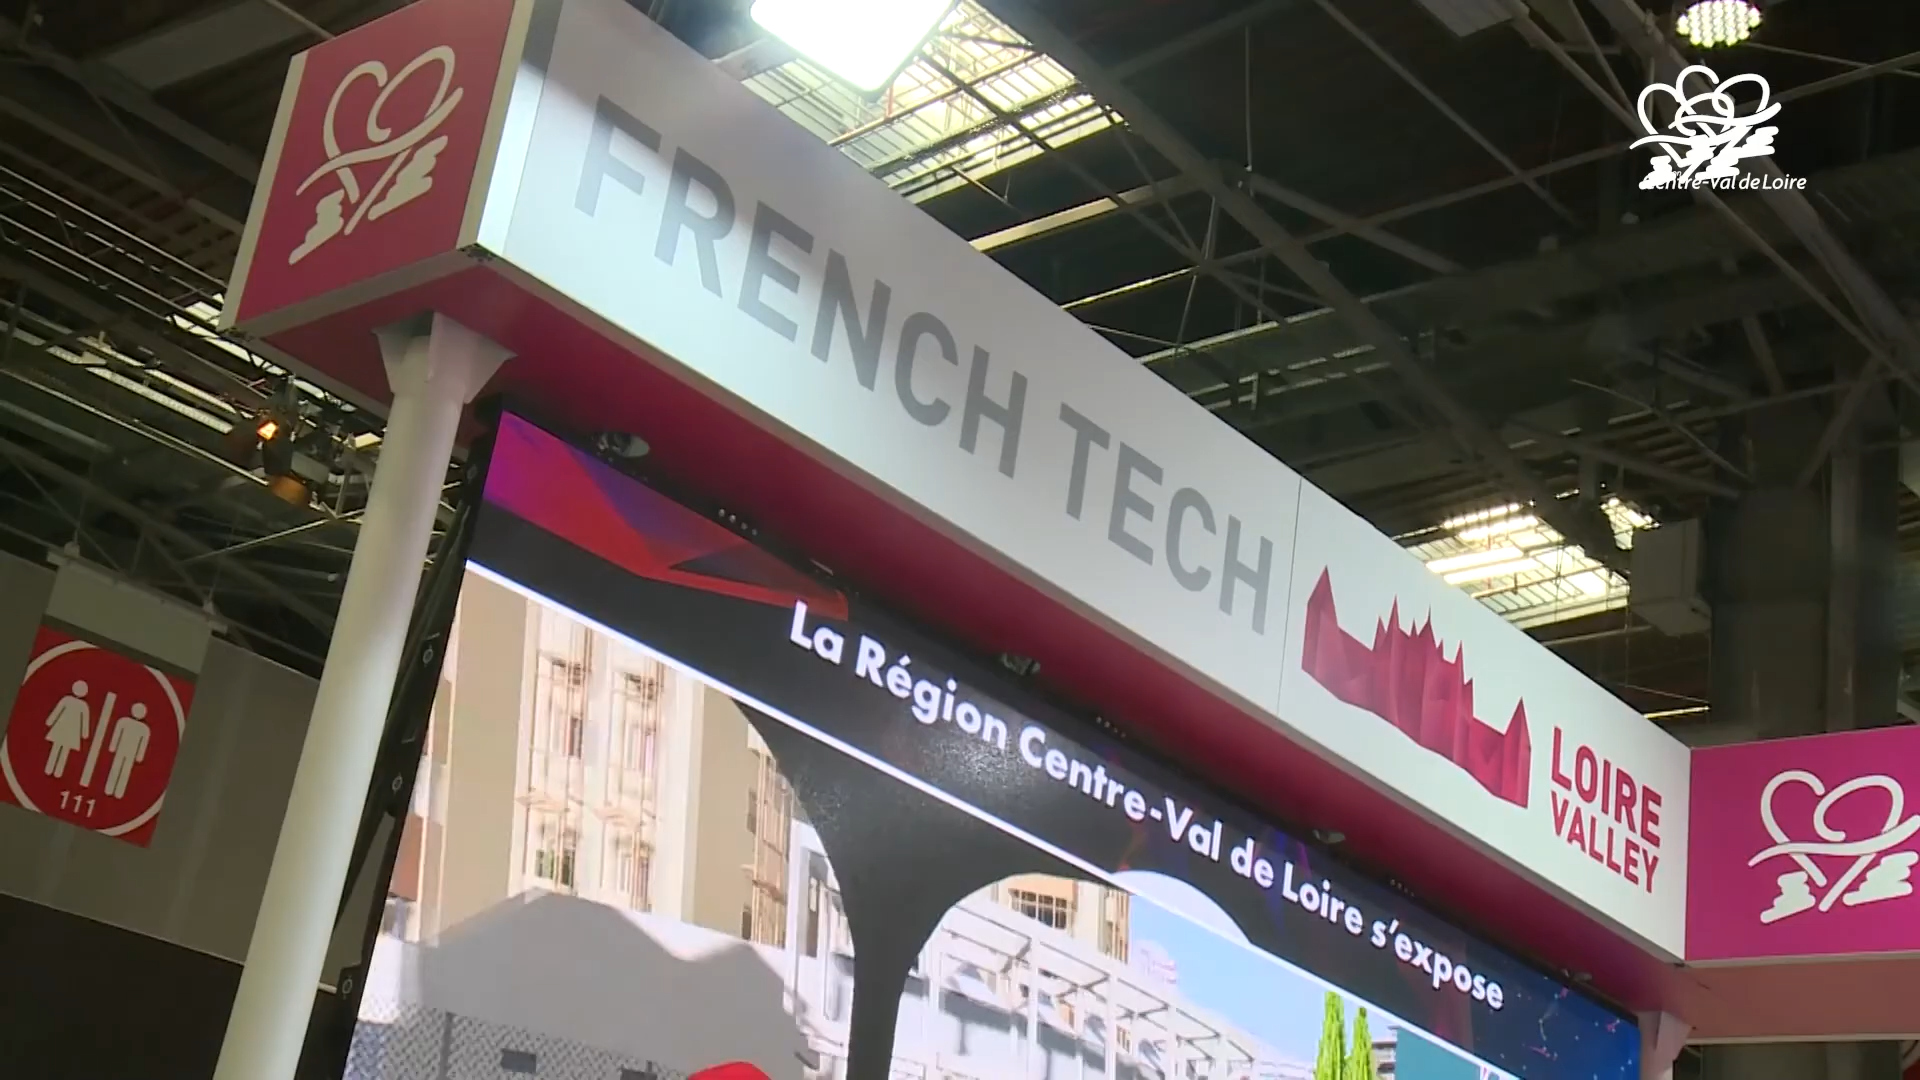 Centre-Val de Loire
FRENCH TECH
LOIRE
VALLEY
La Région Centre-Val de Loire s'expose
111